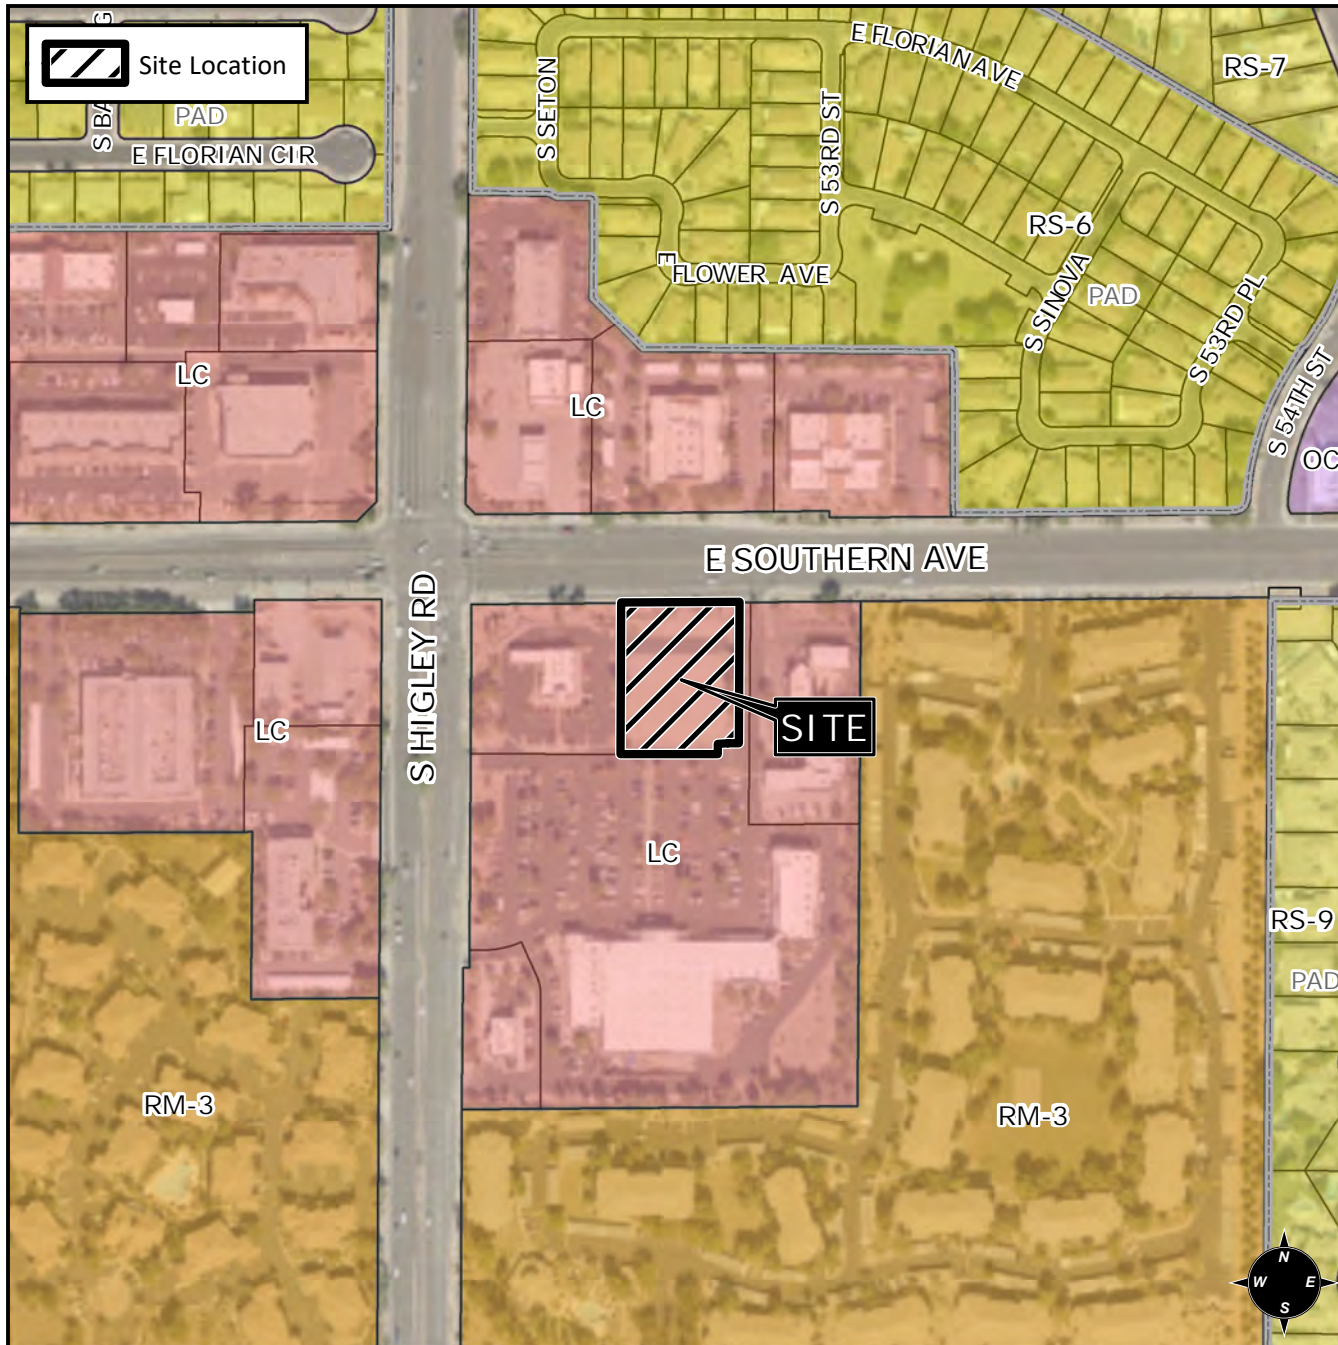 Site Location
S BA
G
PAD
E FLORIAN CIR
S SETON
E FLORIAN AVE
S 53RD ST
RS-7
RS-6
E FLOWER AVE
S SINOVA
PAD
S 53RD PL
S 54TH ST
OC
LC
LC
E SOUTHERN AVE
S HIGLEY RD
SITE
LC
LC
RS-9
PAD
RM-3
RM-3
N
W E
S